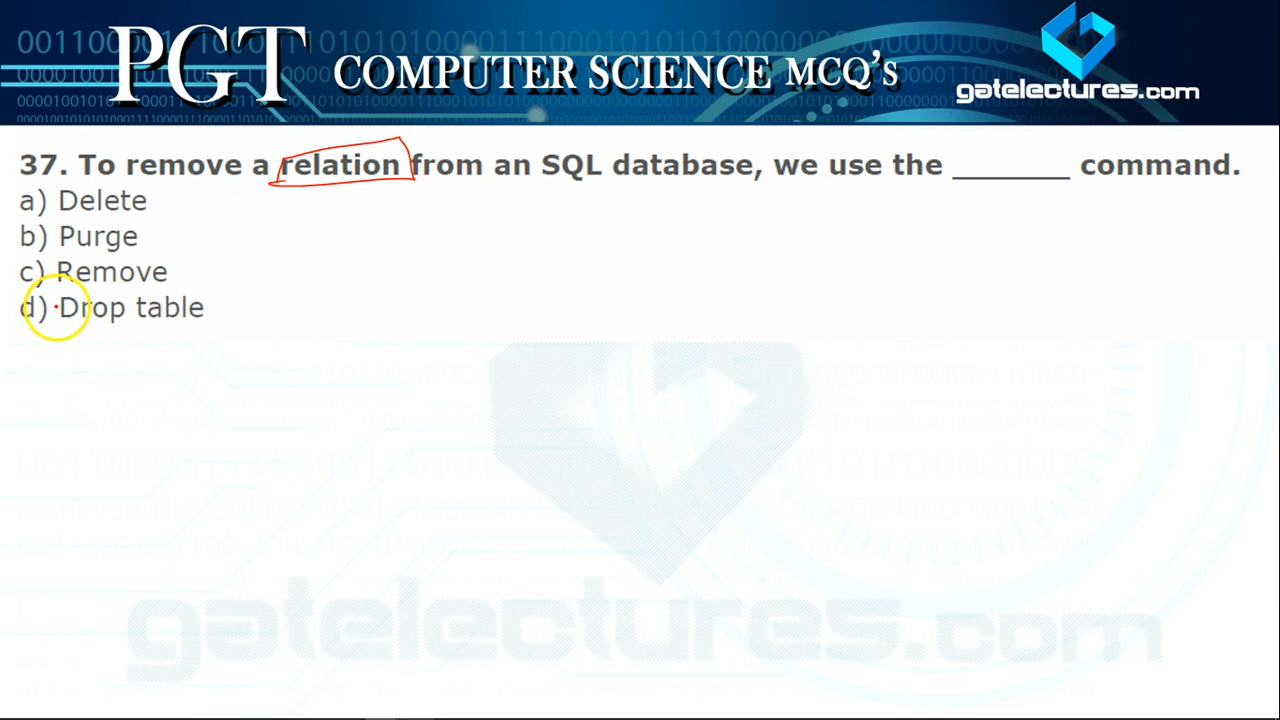 PGT COMPUTER SCIENCE MCQ's
gatelectures.com
37. To remove a relation from an SQL database, we use the ________ command.
a) Delete
b) Purge
c) Remove
d) Drop table
gatelectures.com